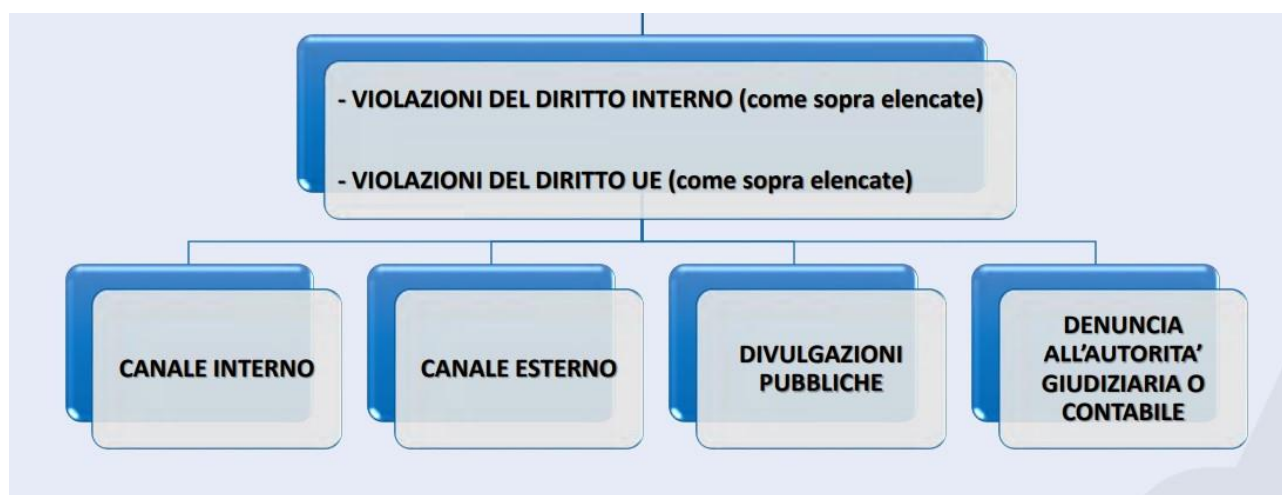 - VIOLAZIONI DEL DIRITTO INTERNO (come sopra elencate)
- VIOLAZIONI DEL DIRITTO UE (come sopra elencate)
CANALE INTERNO
CANALE ESTERNO
DIVULGAZIONI
PUBBLICHE
DENUNCIA
ALL’AUTORITA’
GIUDIZIARIA O
CONTABILE